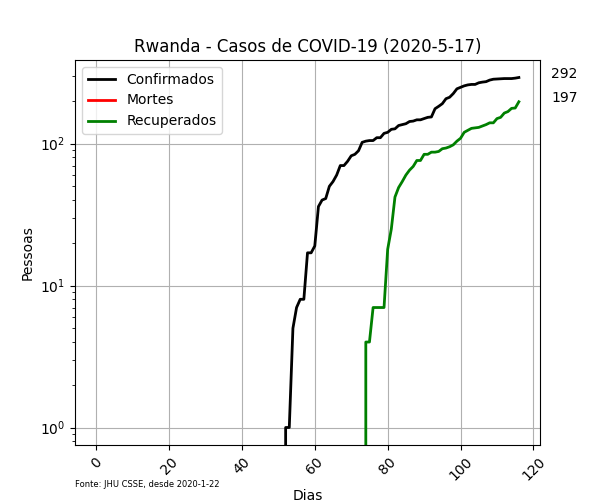 Rwanda - Casos de COVID-19 (2020-5-17)
Confirmados
Mortes
Recuperados
292
197
10²
10¹
10⁰
Pessoas
0 20 40 60 80 100 120
Dias
Fonte: JHU CSSE, desde 2020-1-22